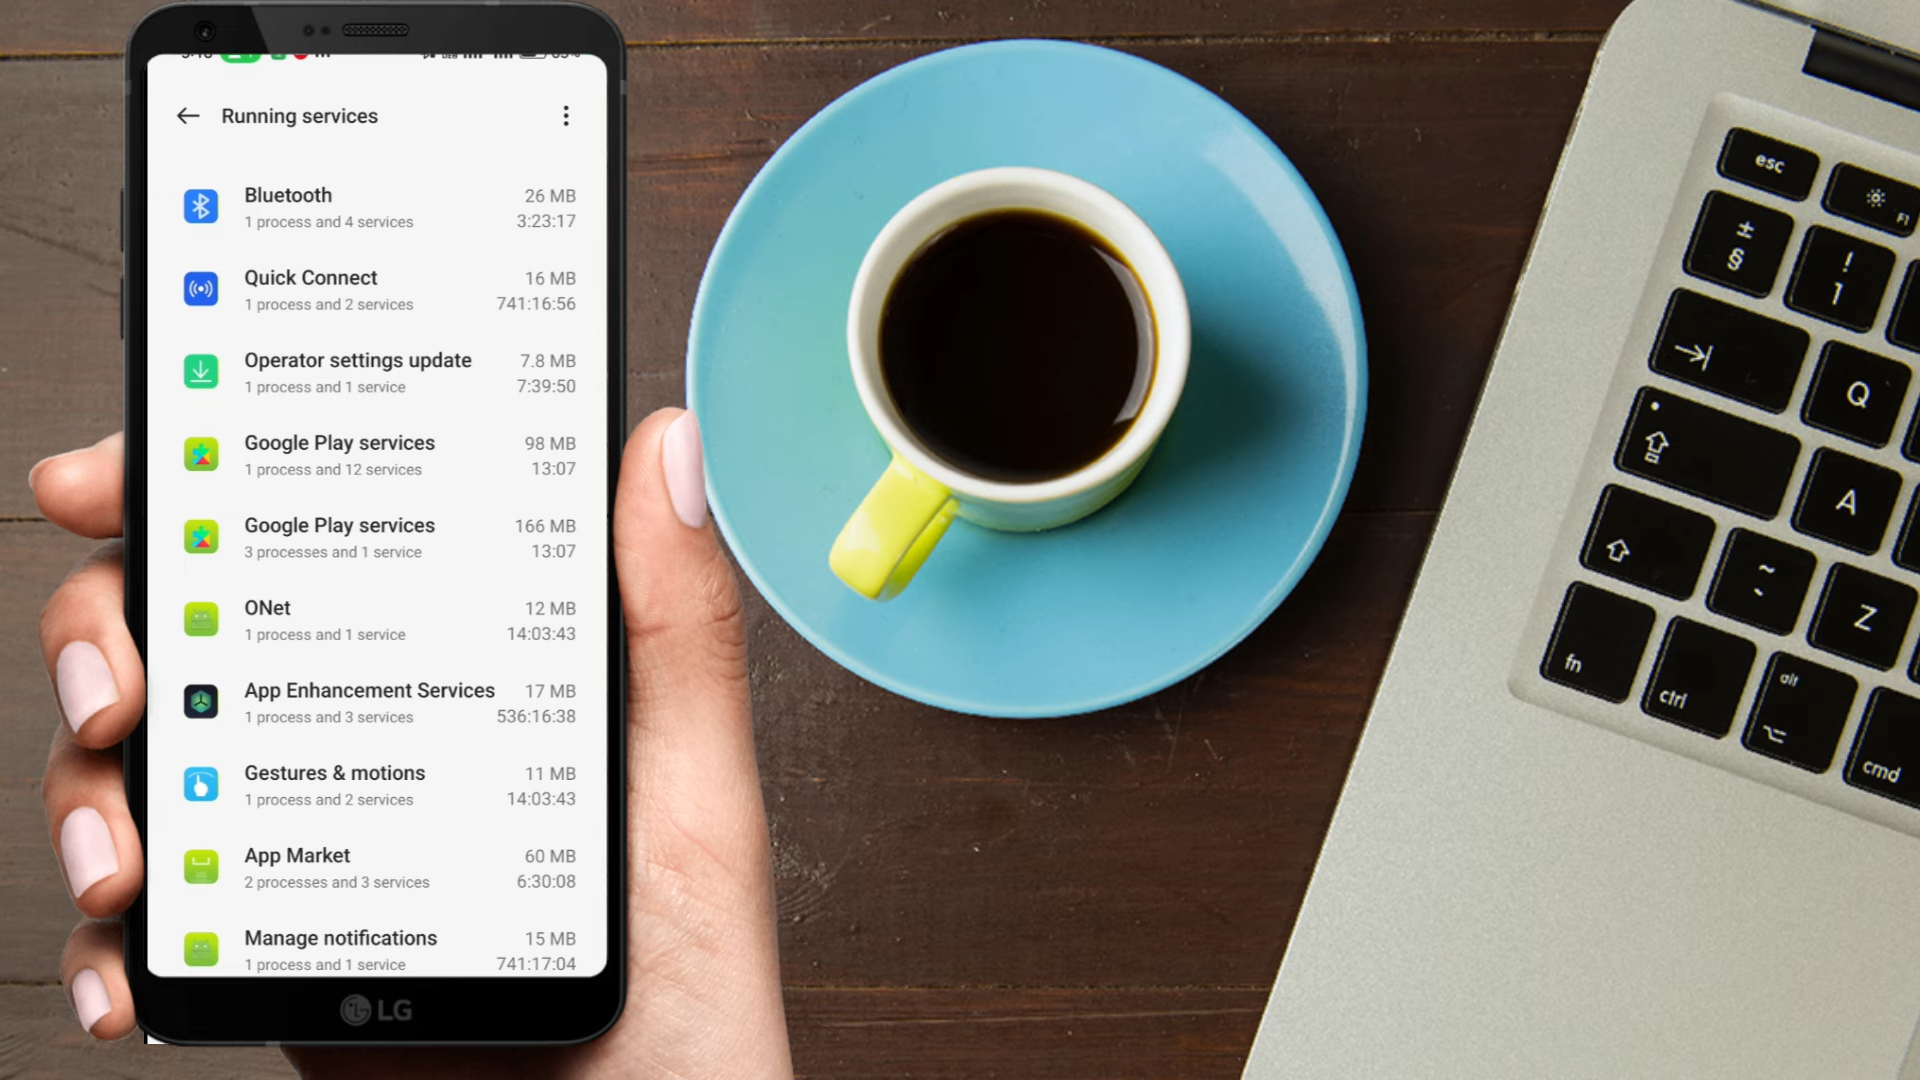 Running services
Bluetooth 26 MB
1 process and 4 services 3:23:17
Quick Connect 16 MB
1 process and 2 services 741:16:56
Operator settings update 7.8 MB
1 process and 1 service 7:39:50
Google Play services 98 MB
1 process and 12 services 13:07
Google Play services 166 MB
3 processes and 1 service 13:07
ONet 12 MB
1 process and 1 service 14:03:43
App Enhancement Services 17 MB
1 process and 3 services 536:16:38
Gestures & motions 11 MB
1 process and 2 services 14:03:43
App Market 60 MB
2 processes and 3 services 6:30:08
Manage notifications 15 MB
1 process and 1 service 741:17:04
LG
esc
F1
±
§
!
1
Q
A
~
Z
fn
ctrl
alt
cmd